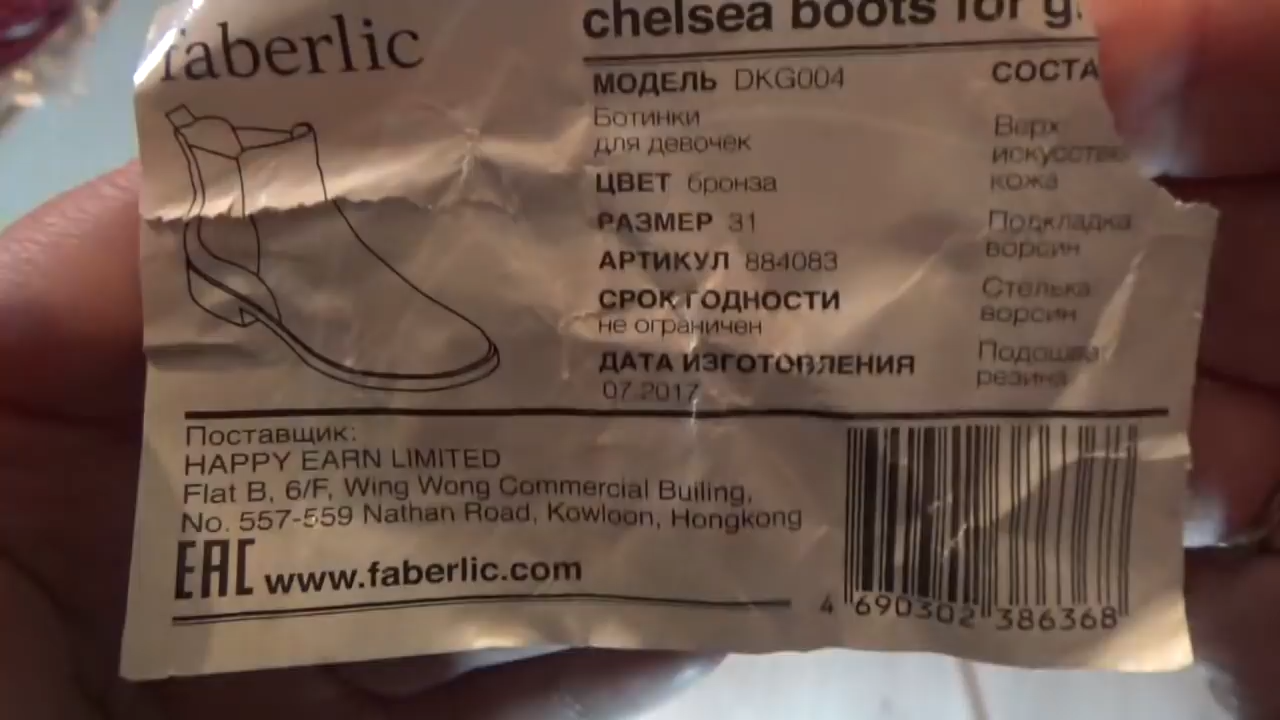 faberlic
chelsea boots for g
МОДЕЛЬ DKG004
Ботинки
для девочек
ЦВЕТ бронза
РАЗМЕР 31
АРТИКУЛ 884083
СРОК ГОДНОСТИ
не ограничен
ДАТА ИЗГОТОВЛЕНИЯ
07.2017
СОСТА
Верх
искусствен
кожа
Подкладка
ворсин
Стелька
ворсин
Подошва
резина
Поставщик:
HAPPY EARN LIMITED
Flat B, 6/F, Wing Wong Commercial Builing,
No. 557-559 Nathan Road, Kowloon, Hongkong
EAC www.faberlic.com
4 690302 386368